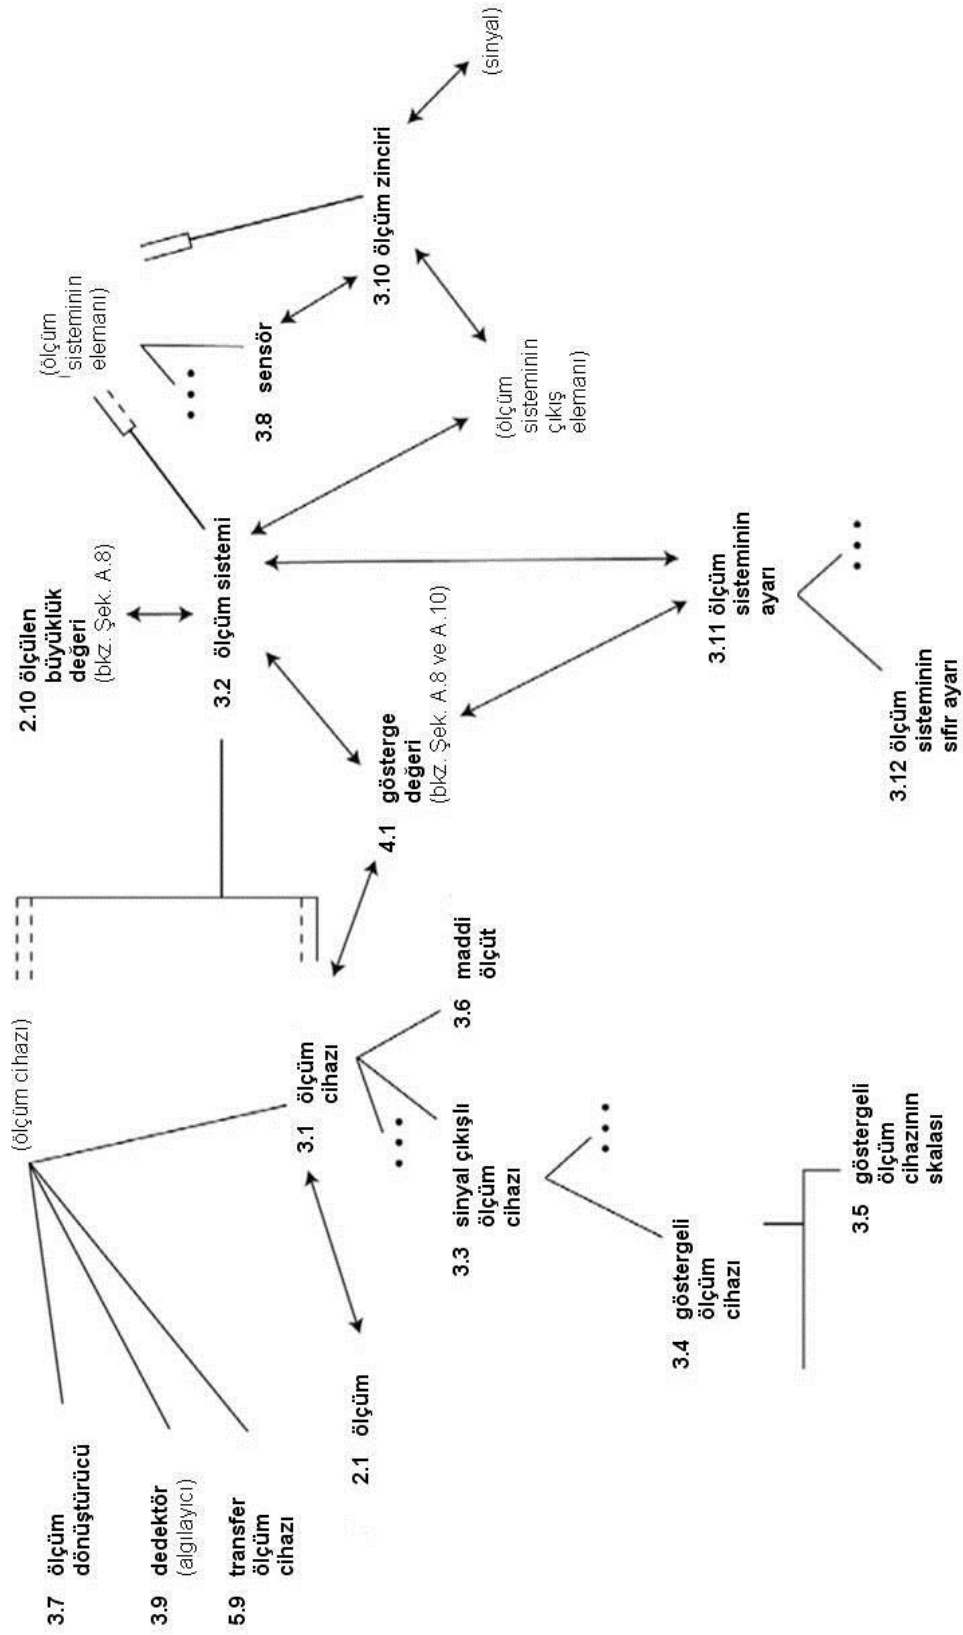 (ölçüm cihazı)
2.10 ölçülen
büyüklük
değeri
(bkz. Şek. A.8)
(ölçüm
sisteminin
elemanı)
3.7 ölçüm
dönüştürücü
3.9 dedektör
(algılayıcı)
5.9 transfer
ölçüm
cihazı
3.2 ölçüm sistemi
3.8 sensör
3.1 ölçüm
cihazı
2.1 ölçüm
4.1 gösterge
değeri
(bkz. Şek. A.8 ve A.10)
3.10 ölçüm zinciri
(sinyal)
3.3 sinyal çıkışlı
ölçüm
cihazı
3.6 maddi
ölçüt
(ölçüm
sisteminin
çıkış
elemanı)
3.4 göstergeli
ölçüm
cihazı
3.11 ölçüm
sisteminin
ayarı
3.5 göstergeli
ölçüm
cihazının
skalası
3.12 ölçüm
sisteminin
sıfır ayarı